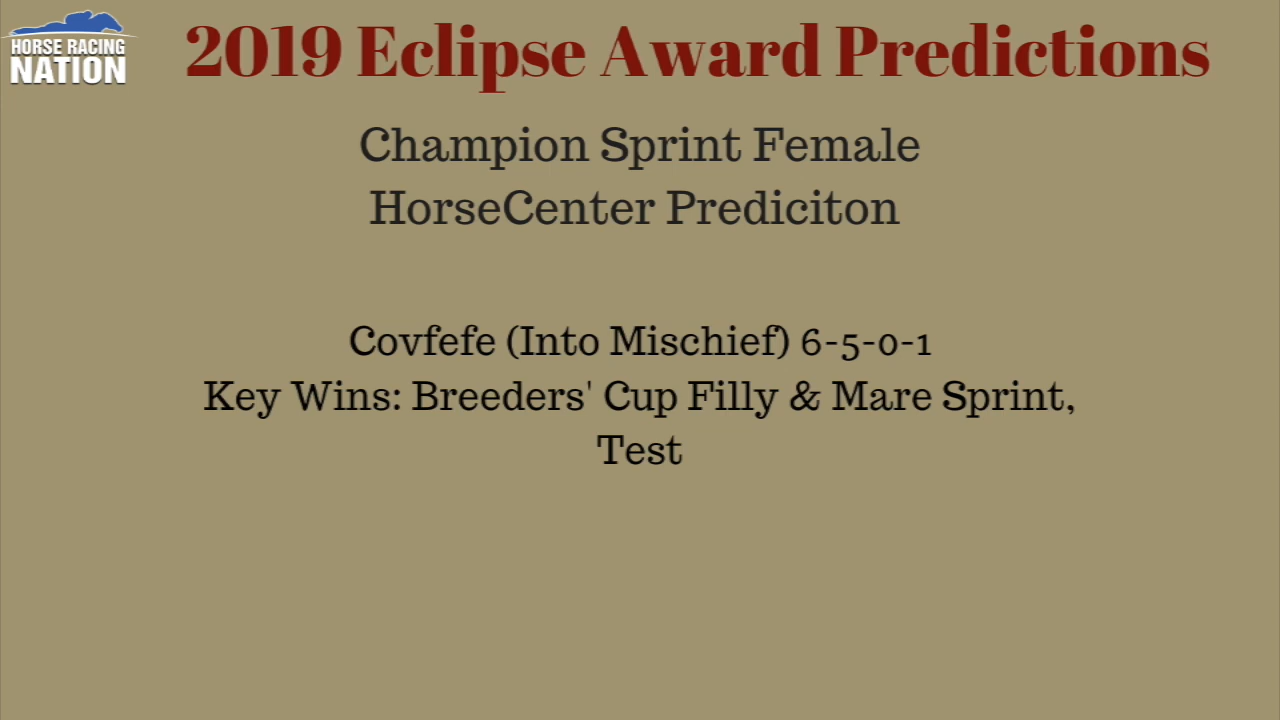 HORSE RACING
NATION
2019 Eclipse Award Predictions
Champion Sprint Female
HorseCenter Prediciton
Covfefe (Into Mischief) 6-5-0-1
Key Wins: Breeders' Cup Filly & Mare Sprint,
Test